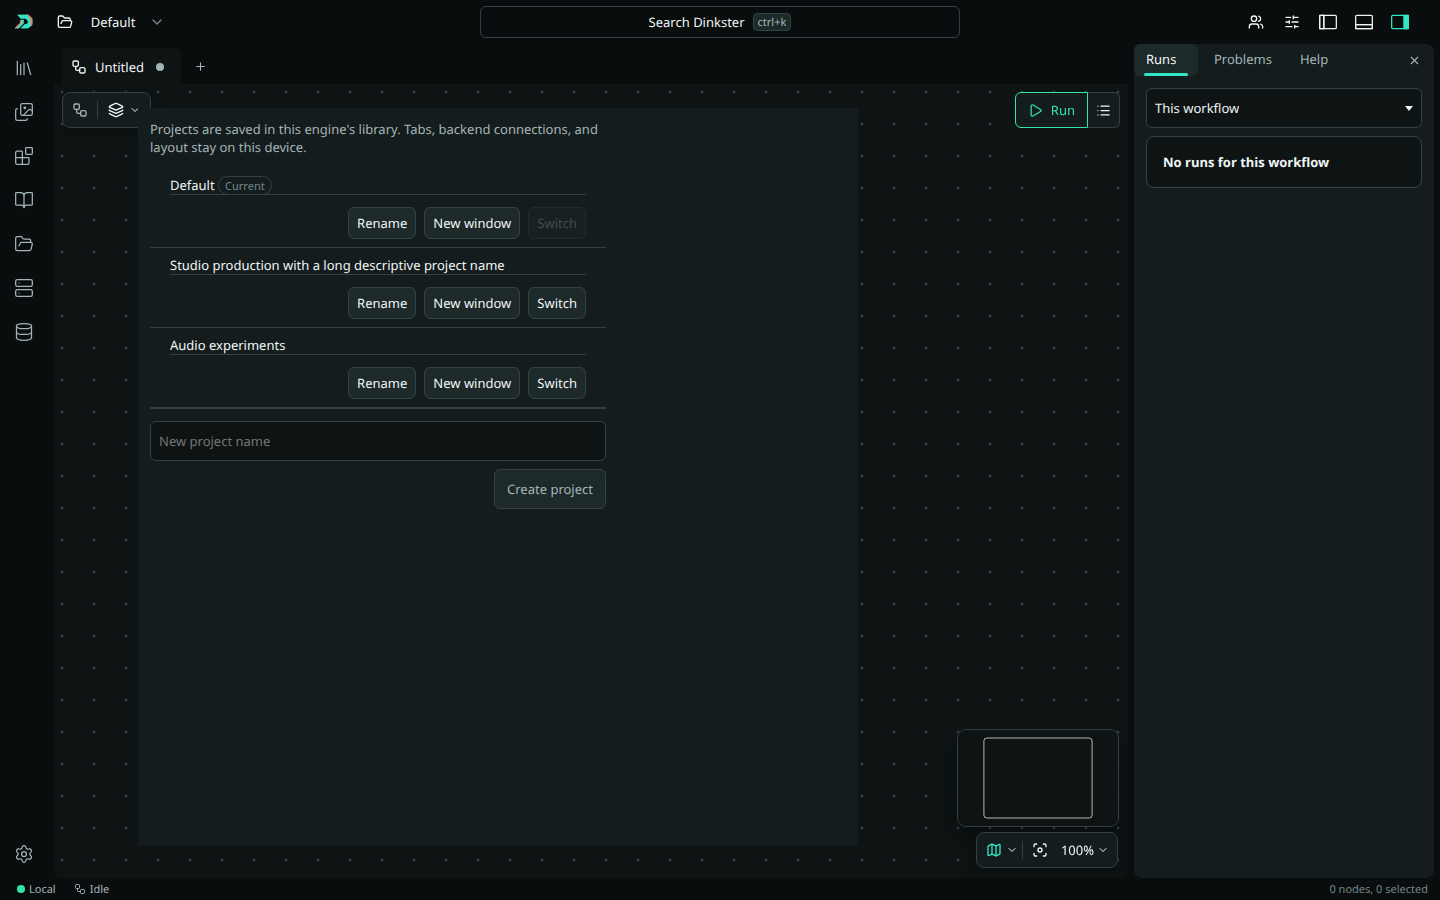 Default
Search Dinkster ctrl+k
Untitled
Run
Runs Problems Help
This workflow
No runs for this workflow
Projects are saved in this engine's library. Tabs, backend connections, and
layout stay on this device.
Default Current
Rename New window Switch
Studio production with a long descriptive project name
Rename New window Switch
Audio experiments
Rename New window Switch
New project name
Create project
100%
Local Idle
0 nodes, 0 selected